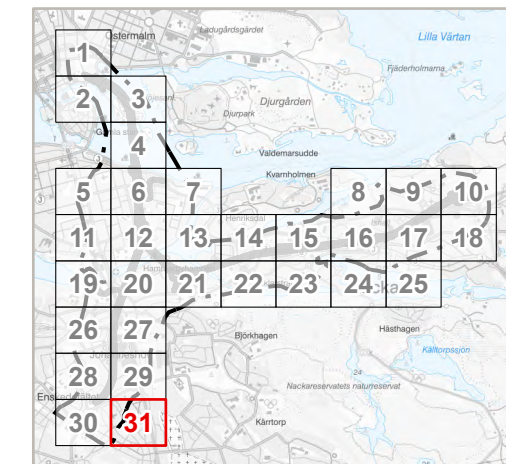 Östermalm
Ladugårdsgärdet
Lilla Värtan
1
Fjäderholmarna
2
3
Djurgården
Djurpark
4
Valdemarsudde
Kvarnholmen
5
6
7
8
9
10
Henriksdal
11
12
13
14
15
16
17
18
19
20
21
22
23
24
25
26
27
Björkhagen
Hästhagen
Källtorpssjön
28
29
24
Nackareservatets naturreservat
30
31
Kärrtorp
25